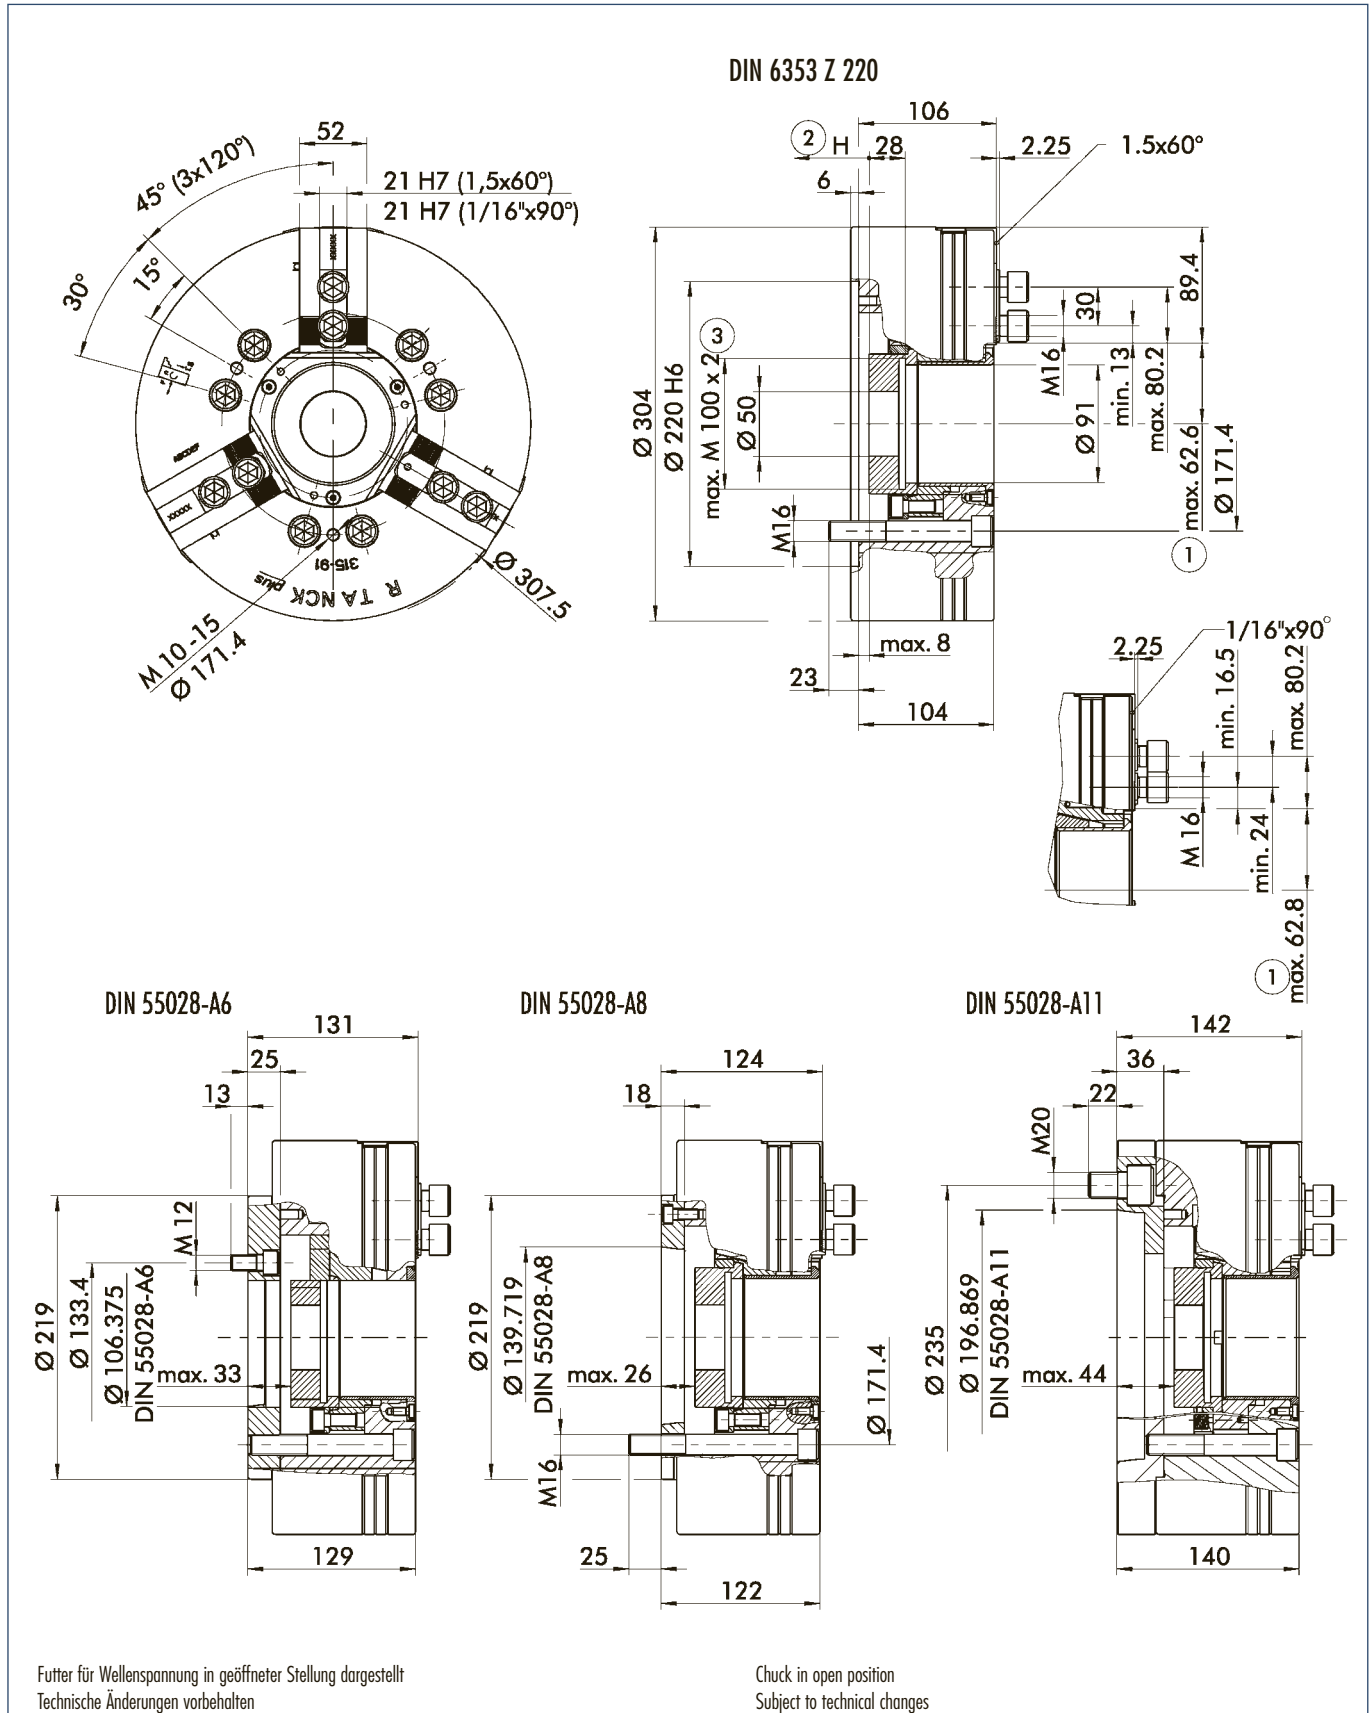 DIN 6353 Z 220
52
45° (3x120°)
21 H7 (1,5x60°)
21 H7 (1/16"x90°)
30°
15°
315-91
R TA NCK plus
Ø 307.5
M 10 -15
Ø 171.4
106
2
H
28
2.25
1.5x60°
6
Ø 304
Ø 220 H6
max. M 100 x 2
3
Ø 50
M16
Ø 91
M16
30
min. 13
max. 80.2
89.4
max. 62.6
Ø 171.4
1
max. 8
23
104
1/16"x90°
2.25
min. 16.5
max. 80.2
M 16
min. 24
max. 62.8
1
DIN 55028-A6
131
25
13
M 12
Ø 219
Ø 133.4
Ø 106.375
DIN 55028-A6
max. 33
129
DIN 55028-A8
124
18
Ø 219
Ø 139.719
DIN 55028-A8
max. 26
Ø 171.4
M16
25
122
DIN 55028-A11
142
36
22
M20
Ø 235
Ø 196.869
DIN 55028-A11
max. 44
140
Futter für Wellenspannung in geöffneter Stellung dargestellt
Technische Änderungen vorbehalten
Chuck in open position
Subject to technical changes